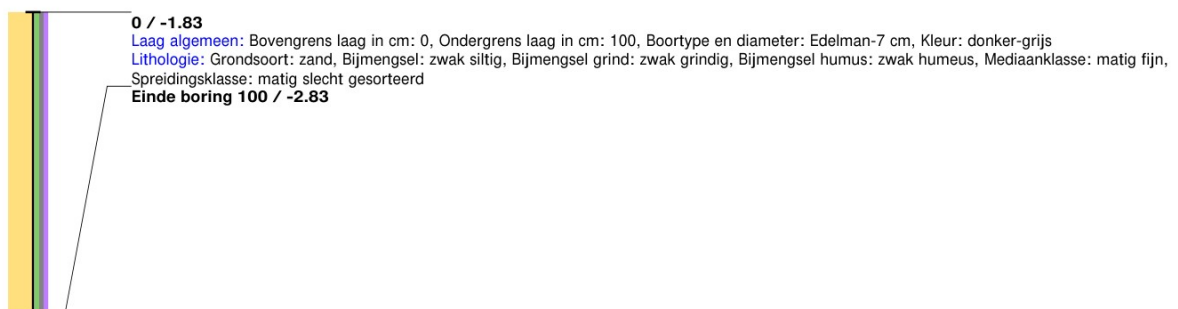 0 / -1.83
Laag algemeen: Bovengrens laag in cm: 0, Ondergrens laag in cm: 100, Boortype en diameter: Edelman-7 cm, Kleur: donker-grijs
Lithologie: Grondsoort: zand, Bijmengsel: zwak siltig, Bijmengsel grind: zwak grindig, Bijmengsel humus: zwak humeus, Mediaanklasse: matig fijn,
Spreidingsklasse: matig slecht gesorteerd
Einde boring 100 / -2.83